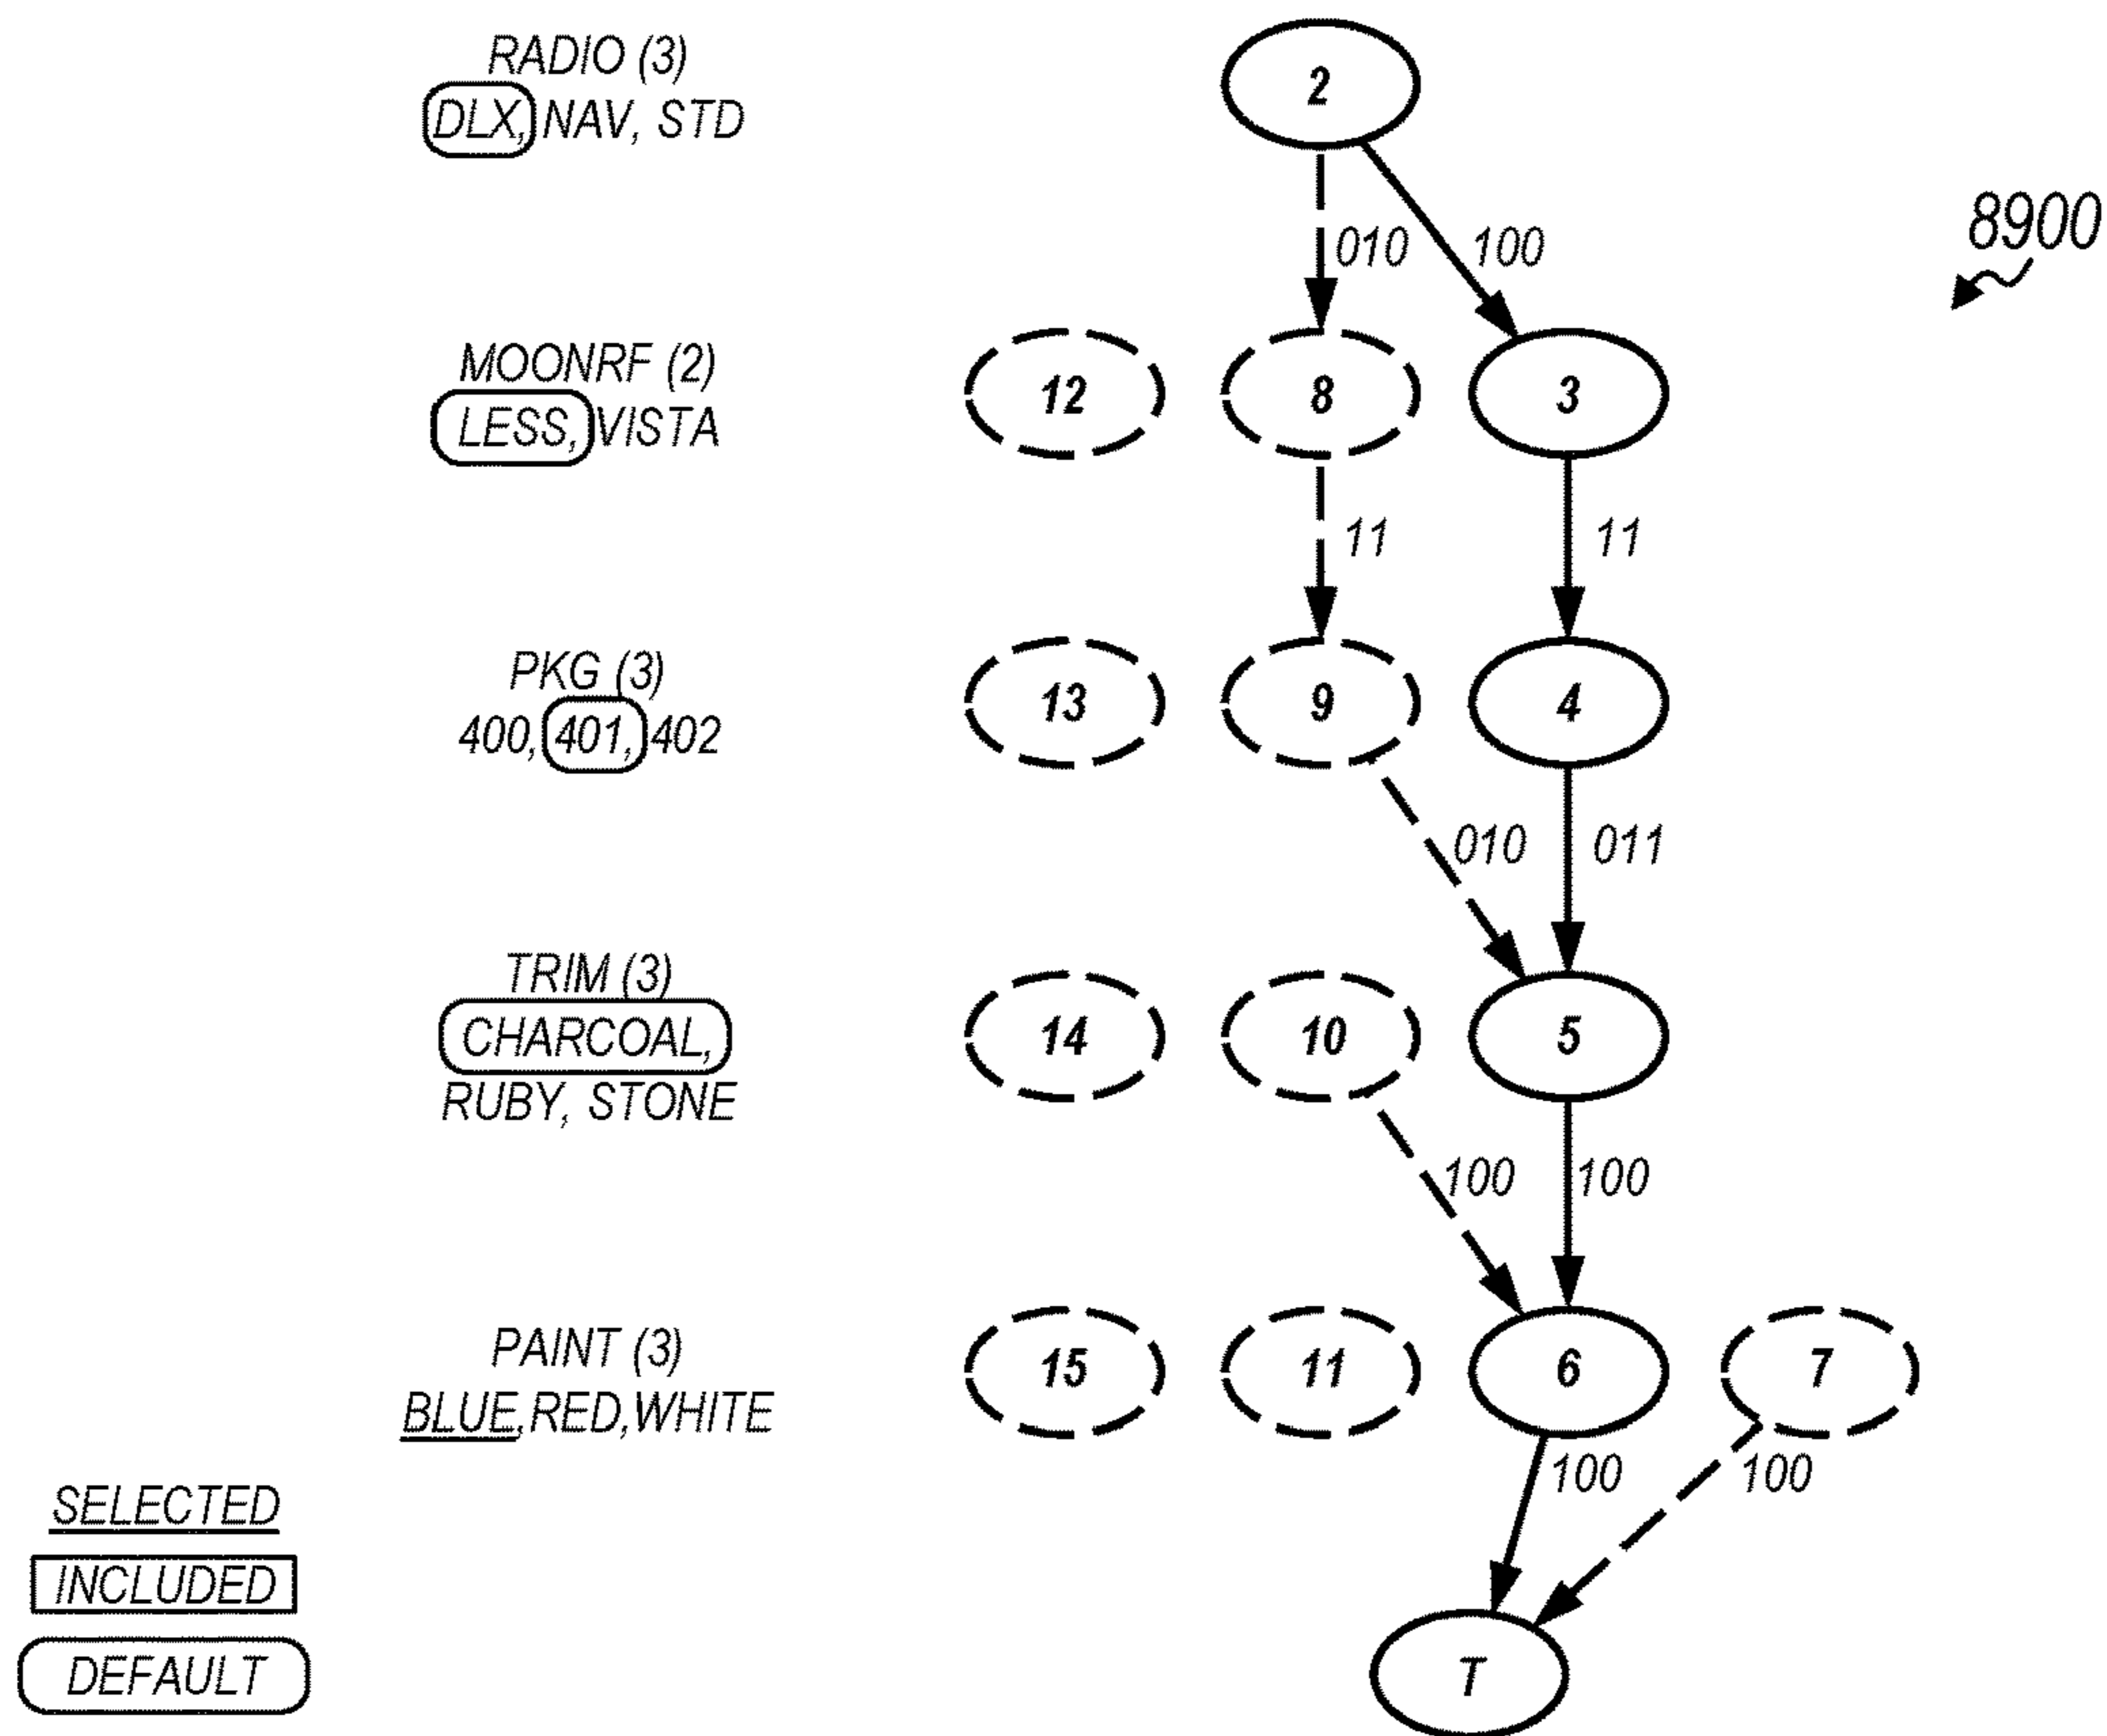 RADIO (3)
DLX, NAV, STD
2
010
100
8900
MOONRF (2)
LESS, VISTA
12
8
3
11
11
PKG (3)
400, 401, 402
13
9
4
010
011
TRIM (3)
CHARCOAL,
RUBY, STONE
14
10
5
100
100
PAINT (3)
BLUE,RED,WHITE
15
11
6
7
100
100
SELECTED
INCLUDED
DEFAULT
T